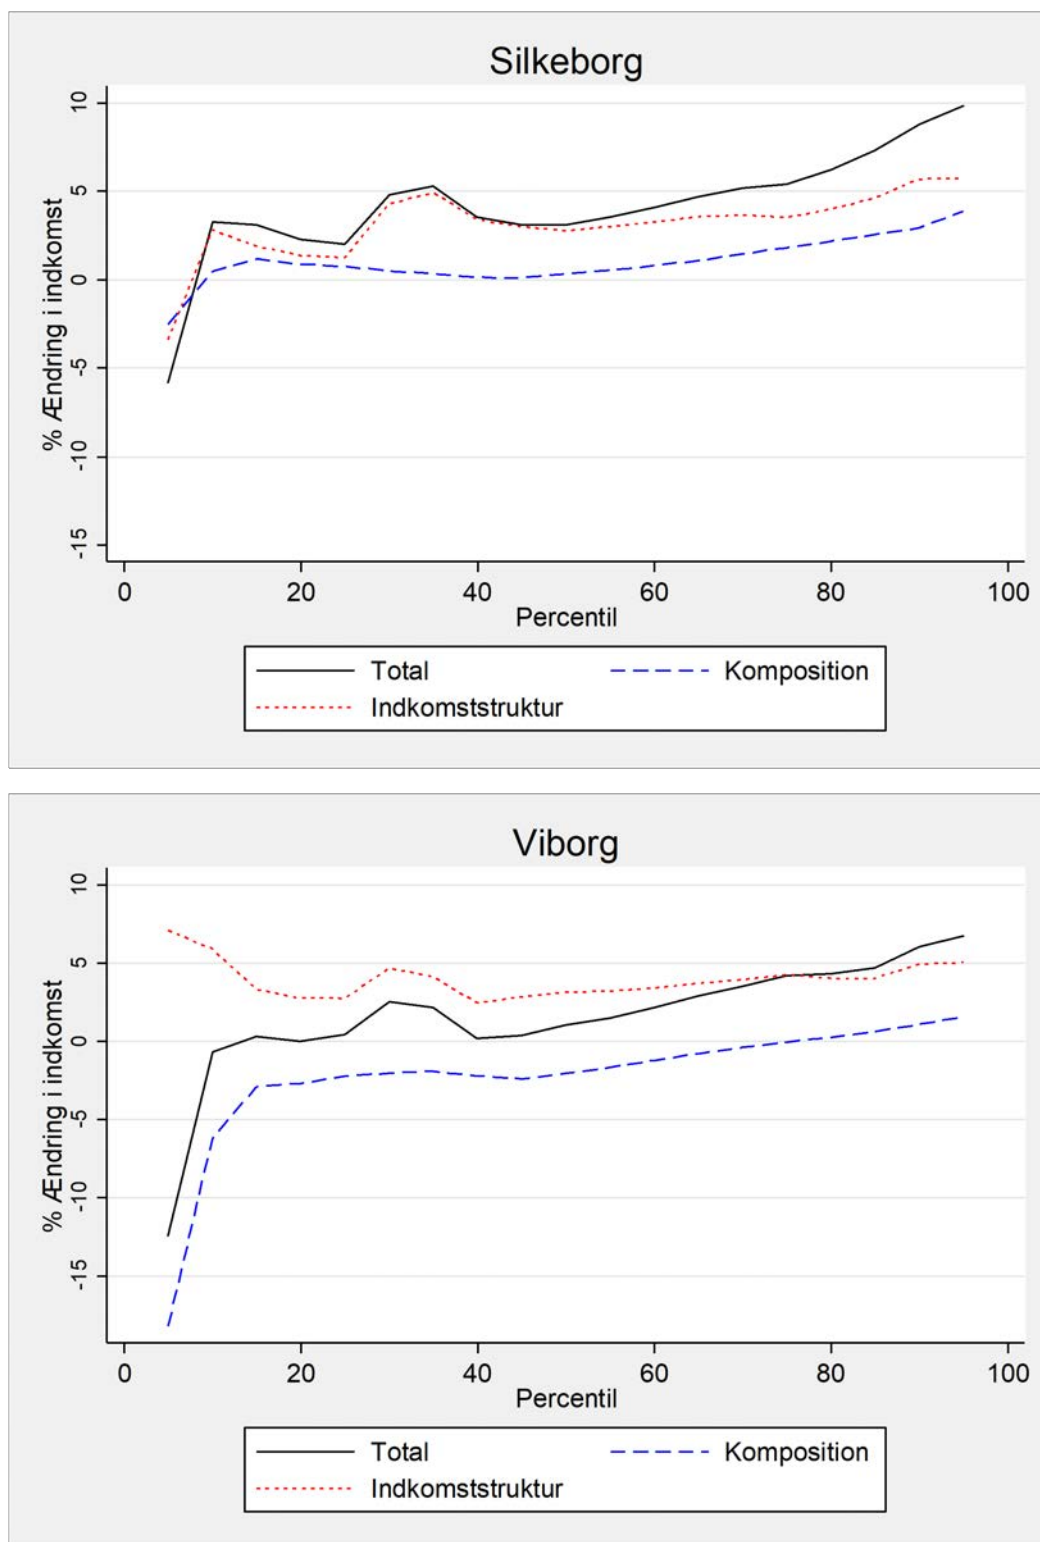 Silkeborg
% Ændring i indkomst
10
5
0
-5
-10
-15
0 20 40 60 80 100
Percentil
Total Komposition
Indkomststruktur
Viborg
% Ændring i indkomst
10
5
0
-5
-10
-15
0 20 40 60 80 100
Percentil
Total Komposition
Indkomststruktur